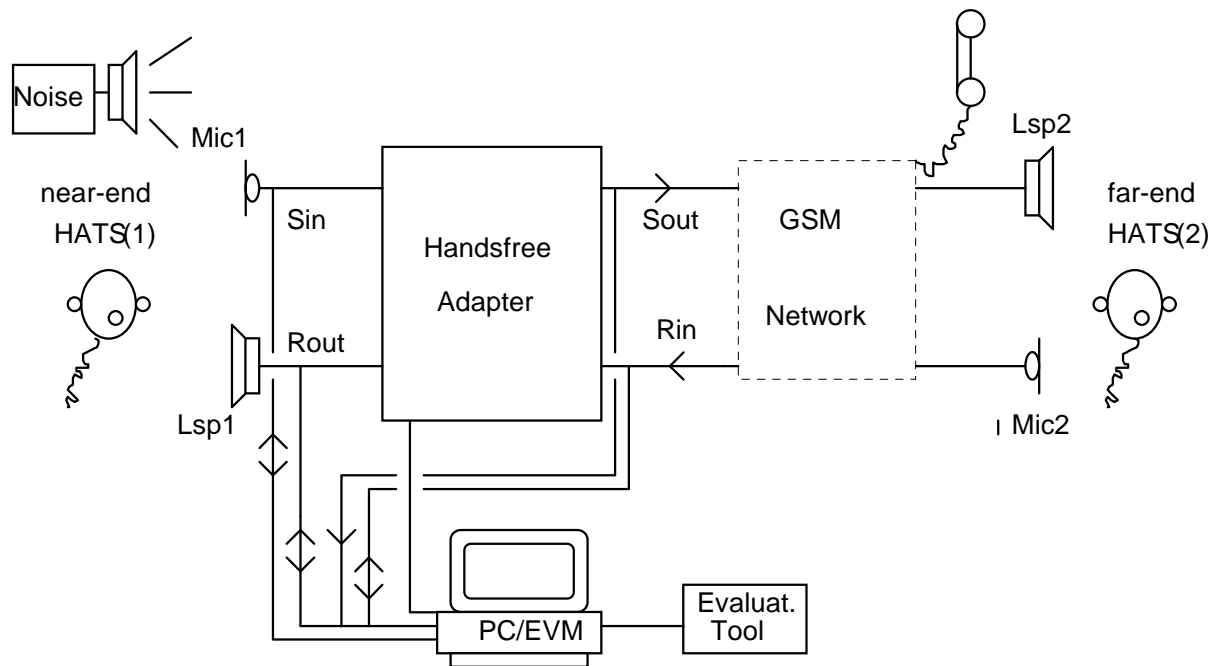 Noise
Mic1
Lsp2
near-end
HATS(1)
Sin
Handsfree
Adapter
Sout
GSM
Network
far-end
HATS(2)
Rout
Rin
Lsp1
Mic2
PC/EVM
Evaluat.
Tool